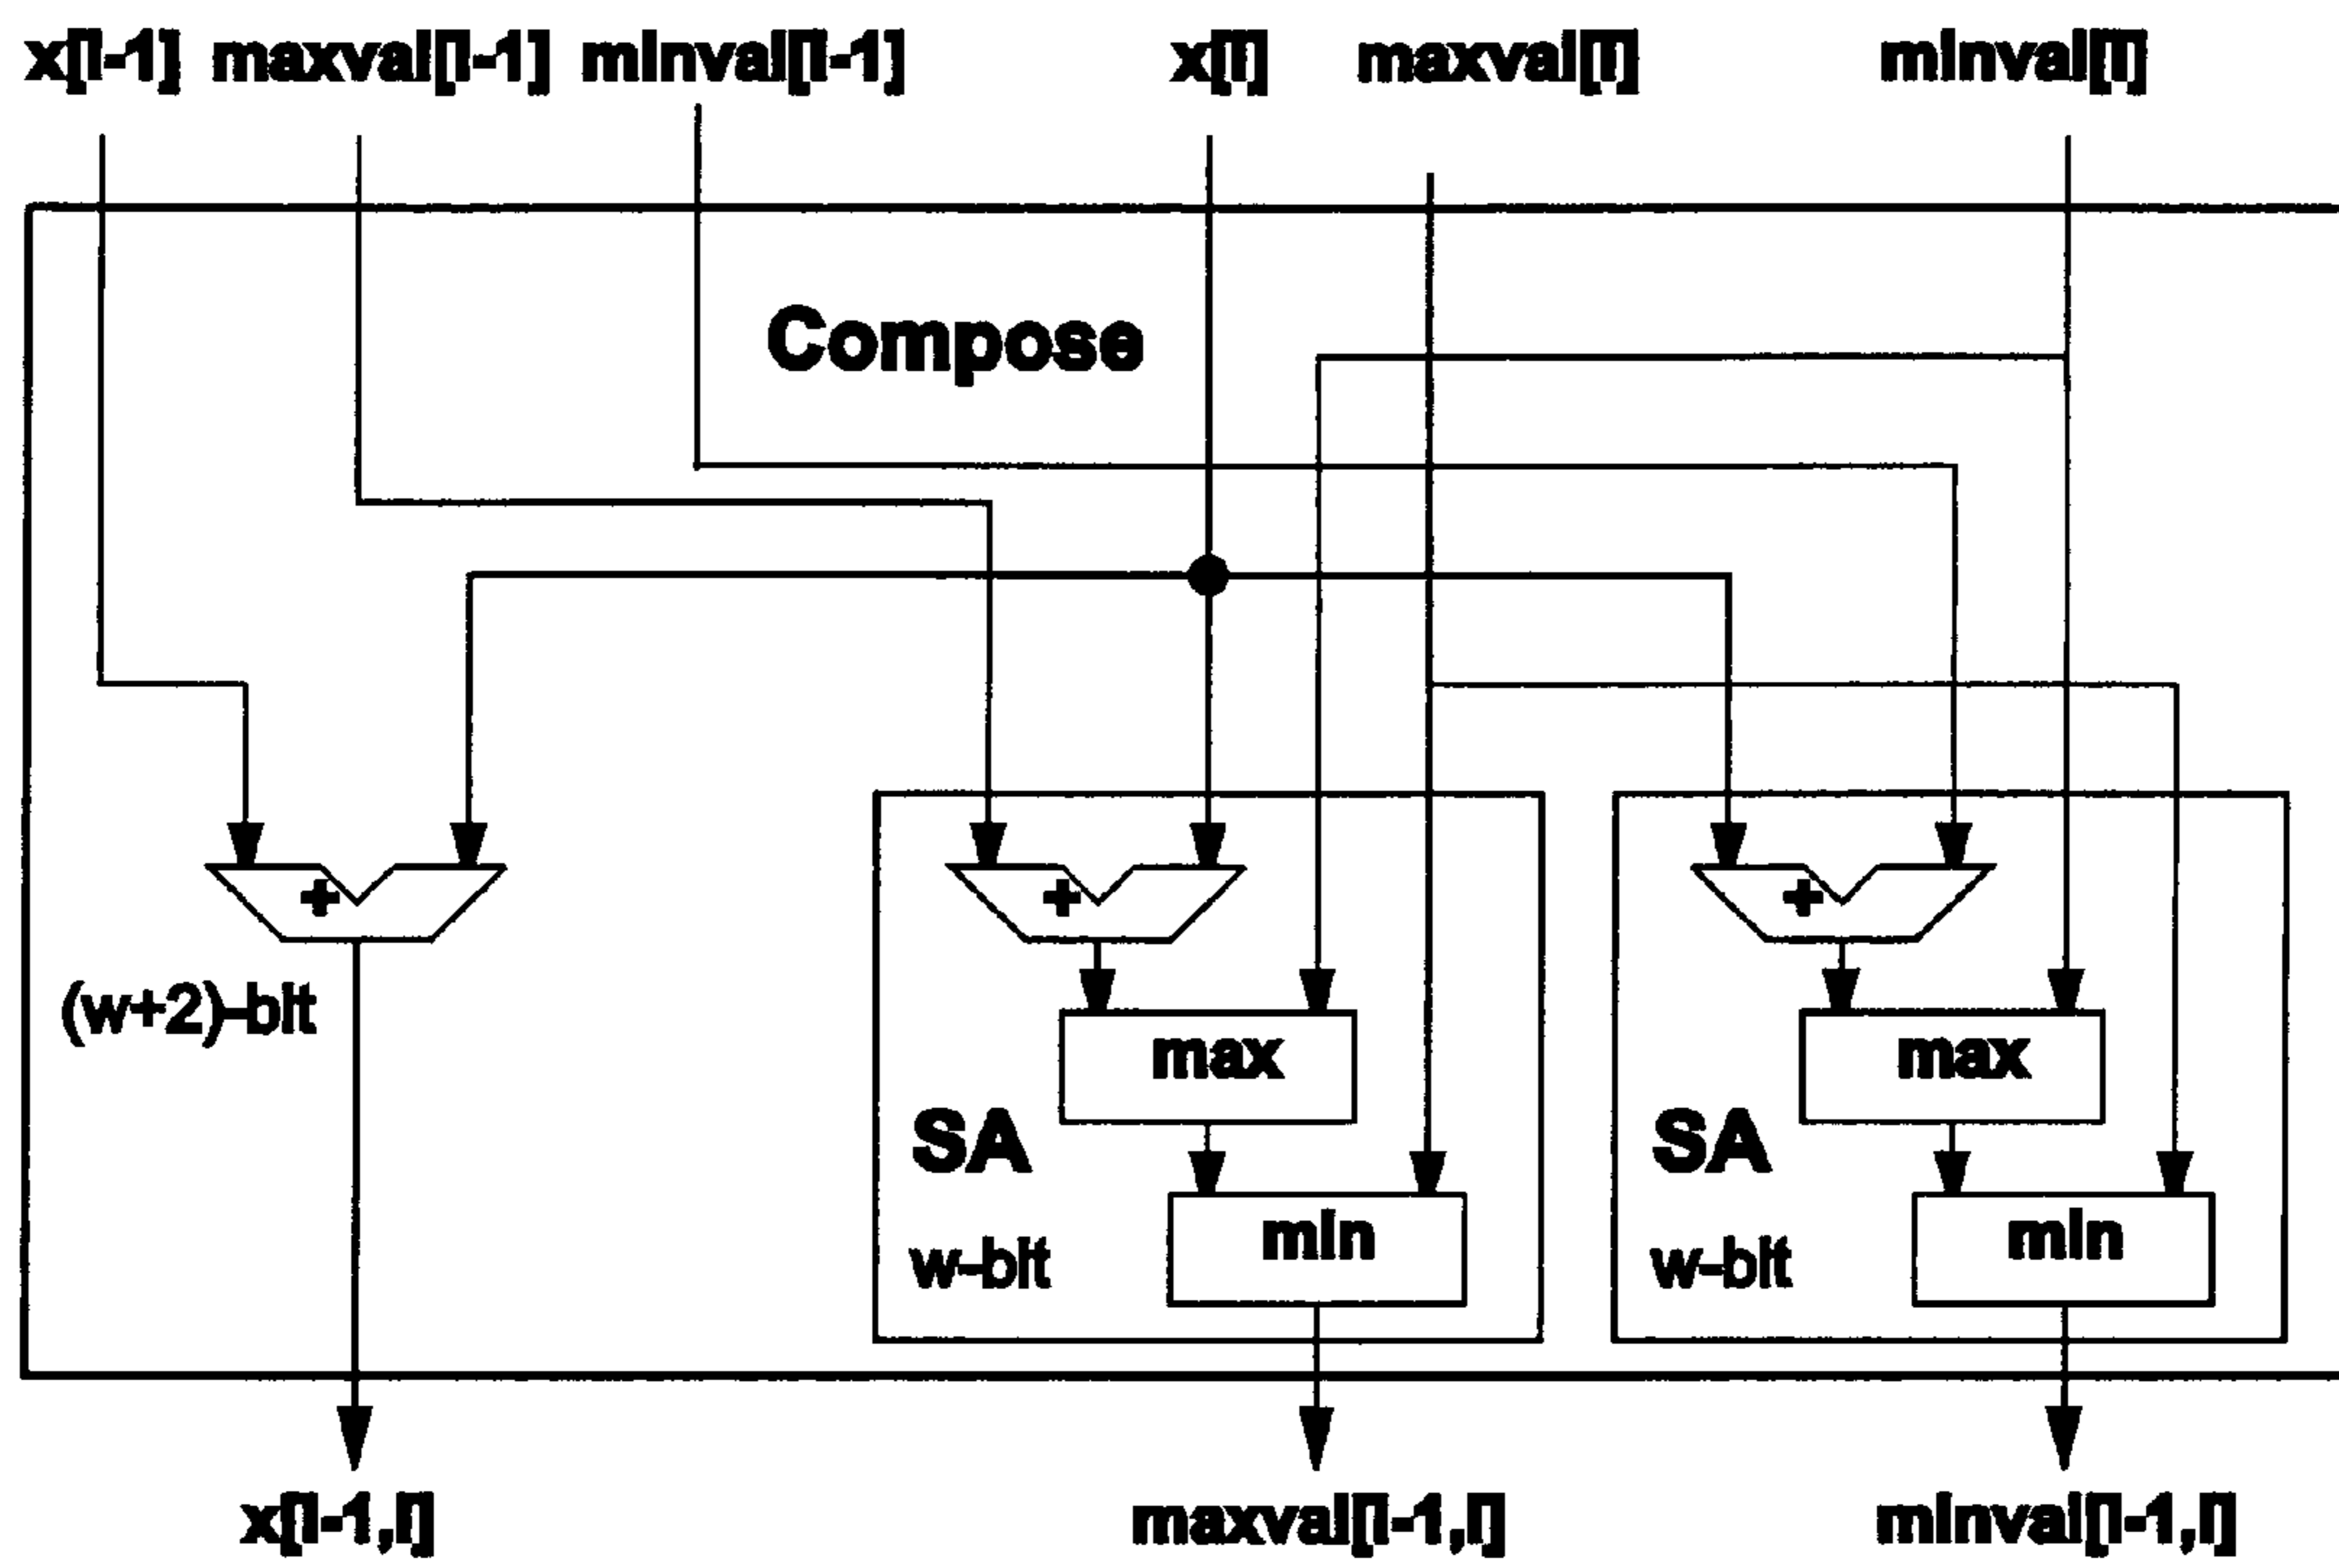 x[i-1] maxval[i-1] minval[i-1] x[i] maxval[i] minval[i]
Compose
+ + +
(w+2)-bit
max max
SA SA
min min
w-bit w-bit
x[i-1,i] maxval[i-1,i] minval[i-1,i]